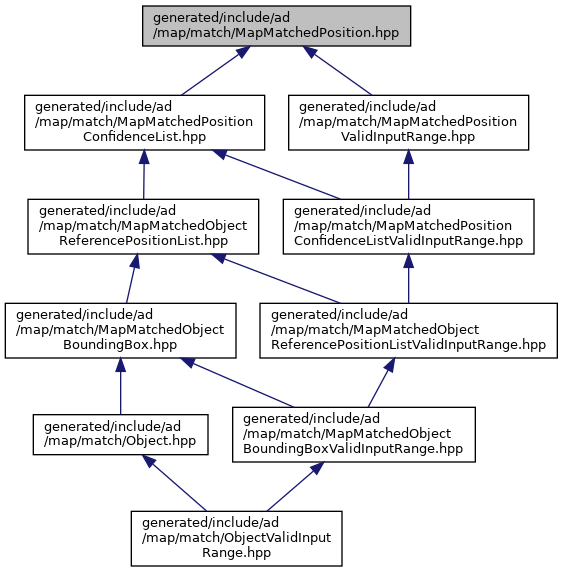 generated/include/ad
/map/match/MapMatchedPosition.hpp
generated/include/ad
/map/match/MapMatchedPosition
ConfidenceList.hpp
generated/include/ad
/map/match/MapMatchedPosition
ValidInputRange.hpp
generated/include/ad
/map/match/MapMatchedObject
ReferencePositionList.hpp
generated/include/ad
/map/match/MapMatchedPosition
ConfidenceListValidInputRange.hpp
generated/include/ad
/map/match/MapMatchedObject
BoundingBox.hpp
generated/include/ad
/map/match/MapMatchedObject
ReferencePositionListValidInputRange.hpp
generated/include/ad
/map/match/Object.hpp
generated/include/ad
/map/match/MapMatchedObject
BoundingBoxValidInputRange.hpp
generated/include/ad
/map/match/ObjectValidInput
Range.hpp